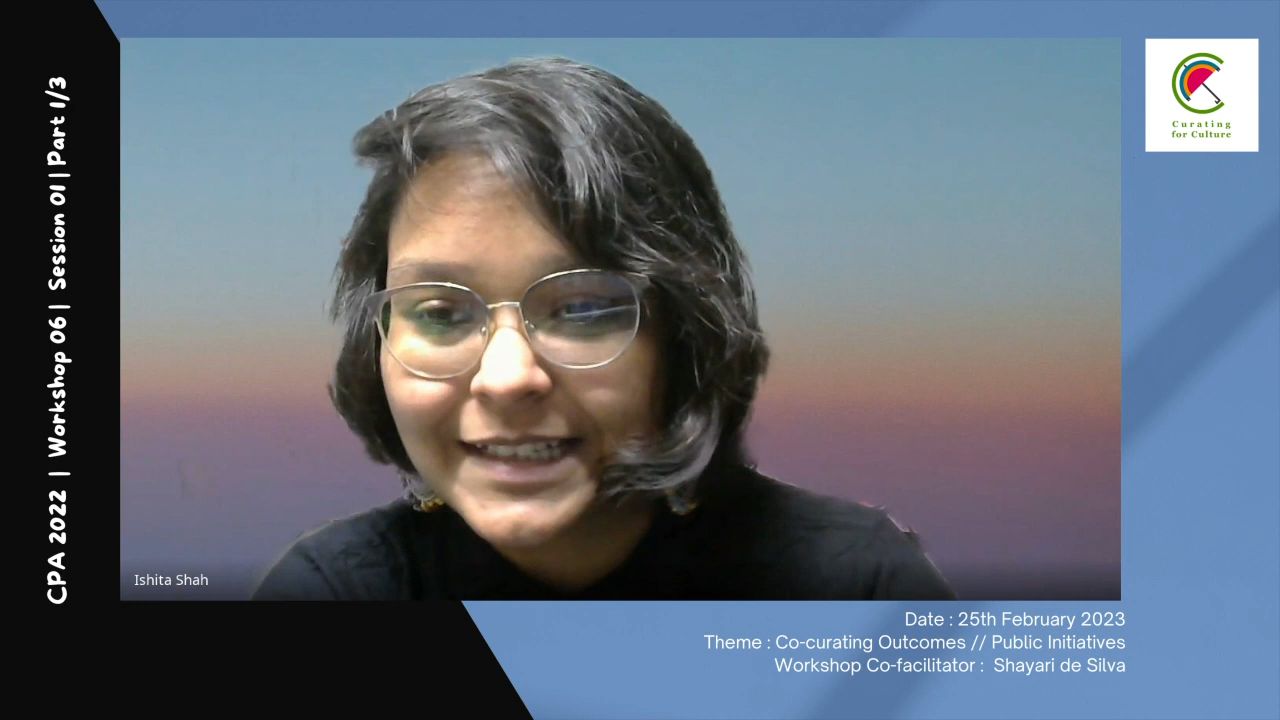 CPA 2022 | Workshop 06 | Session 01 | Part 1/3
Curating
for Culture
Ishita Shah
Date : 25th February 2023
Theme : Co-curating Outcomes // Public Initiatives
Workshop Co-facilitator : Shayari de Silva